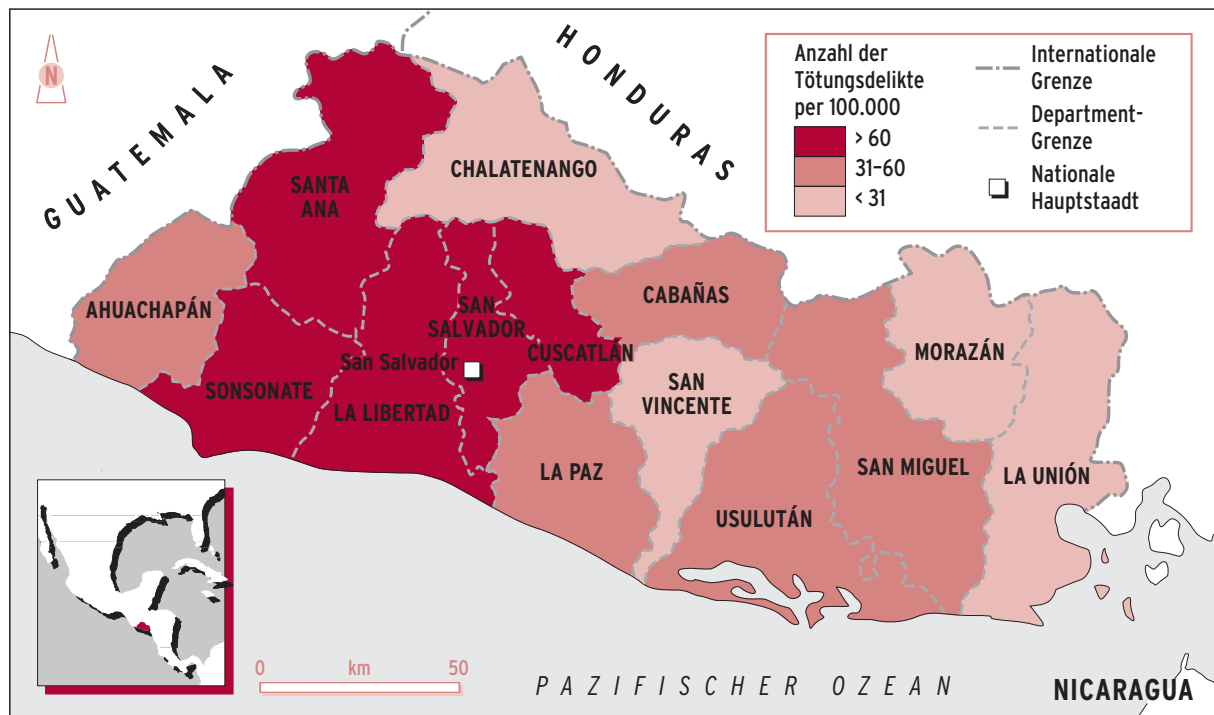 GUATEMALA
HONDURAS
N
Anzahl der
Tötungsdelikte
per 100.000
> 60
31–60
< 31
Internationale
Grenze
Department-
Grenze
Nationale
Hauptstaadt
CHALATENANGO
SANTA
ANA
AHUACHAPÁN
SONSONATE
LA LIBERTAD
San Salvador
SAN
SALVADOR
CUSCATLÁN
CABAÑAS
SAN
VINCENTE
LA PAZ
USULUTÁN
SAN MIGUEL
MORAZÁN
LA UNIÓN
0 km 50
PAZIFISCHER OZEAN
NICARAGUA